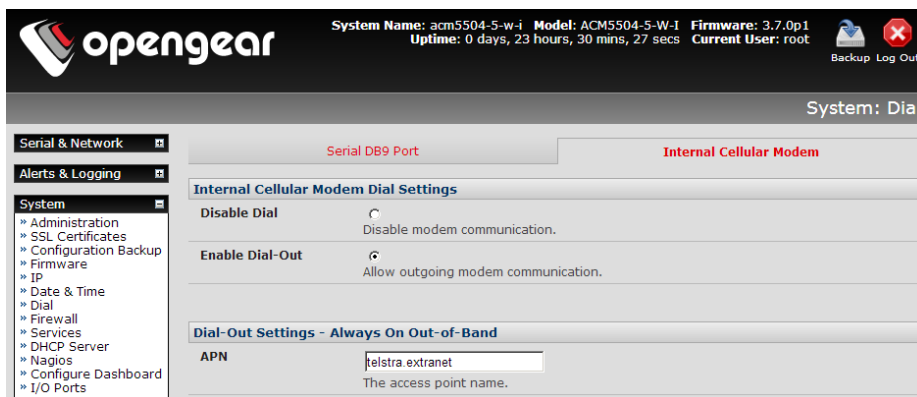 opengear
System Name: acm5504-5-w-i Model: ACM5504-5-W-I Firmware: 3.7.0p1
Uptime: 0 days, 23 hours, 30 mins, 27 secs Current User: root
Backup Log Out
System: Dia
Serial & Network
Alerts & Logging
System
» Administration
» SSL Certificates
» Configuration Backup
» Firmware
» IP
» Date & Time
» Dial
» Firewall
» Services
» DHCP Server
» Nagios
» Configure Dashboard
» I/O Ports
Serial DB9 Port
Internal Cellular Modem
Internal Cellular Modem Dial Settings
Disable Dial
Disable modem communication.
Enable Dial-Out
Allow outgoing modem communication.
Dial-Out Settings - Always On Out-of-Band
APN
telstra.extranet
The access point name.